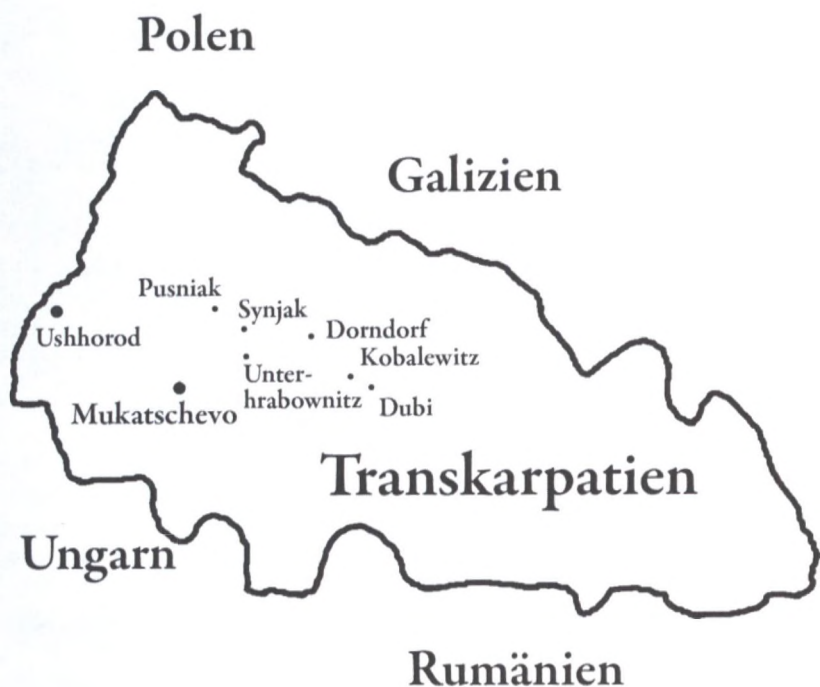 Polen
Galizien
Pusniak
Synjak
Ushhorod
Dorndorf
Kobalewitz
Unter-
hrabownitz
Dubi
Mukatschevo
Transkarpatien
Ungarn
Rumänien